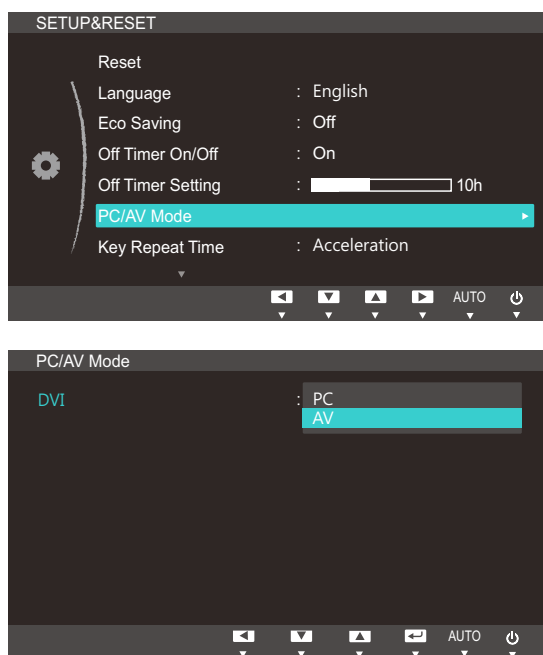 SETUP&RESET
Reset
Language : English
Eco Saving : Off
Off Timer On/Off : On
Off Timer Setting : 10h
PC/AV Mode
Key Repeat Time : Acceleration
AUTO
PC/AV Mode
DVI : PC
AV
AUTO